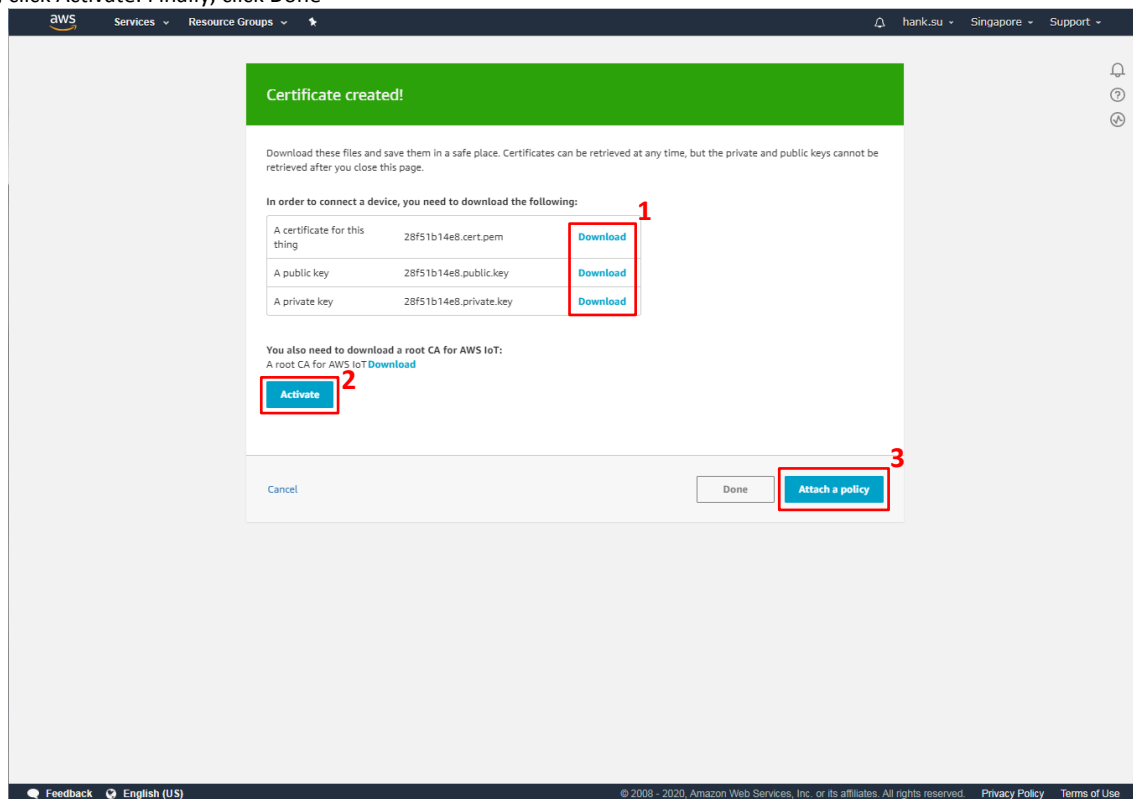 click Activate. Finally, click Done
aws Services Resource Groups hank.su Singapore Support
Certificate created!
Download these files and save them in a safe place. Certificates can be retrieved at any time, but the private and public keys cannot be
retrieved after you close this page.
In order to connect a device, you need to download the following:
1
A certificate for this
thing
28f51b14e8.cert.pem Download
A public key 28f51b14e8.public.key Download
A private key 28f51b14e8.private.key Download
You also need to download a root CA for AWS IoT:
A root CA for AWS IoT Download
2
Activate
3
Cancel Done Attach a policy
Feedback English (US) © 2008 - 2020, Amazon Web Services, Inc. or its affiliates. All rights reserved. Privacy Policy Terms of Use